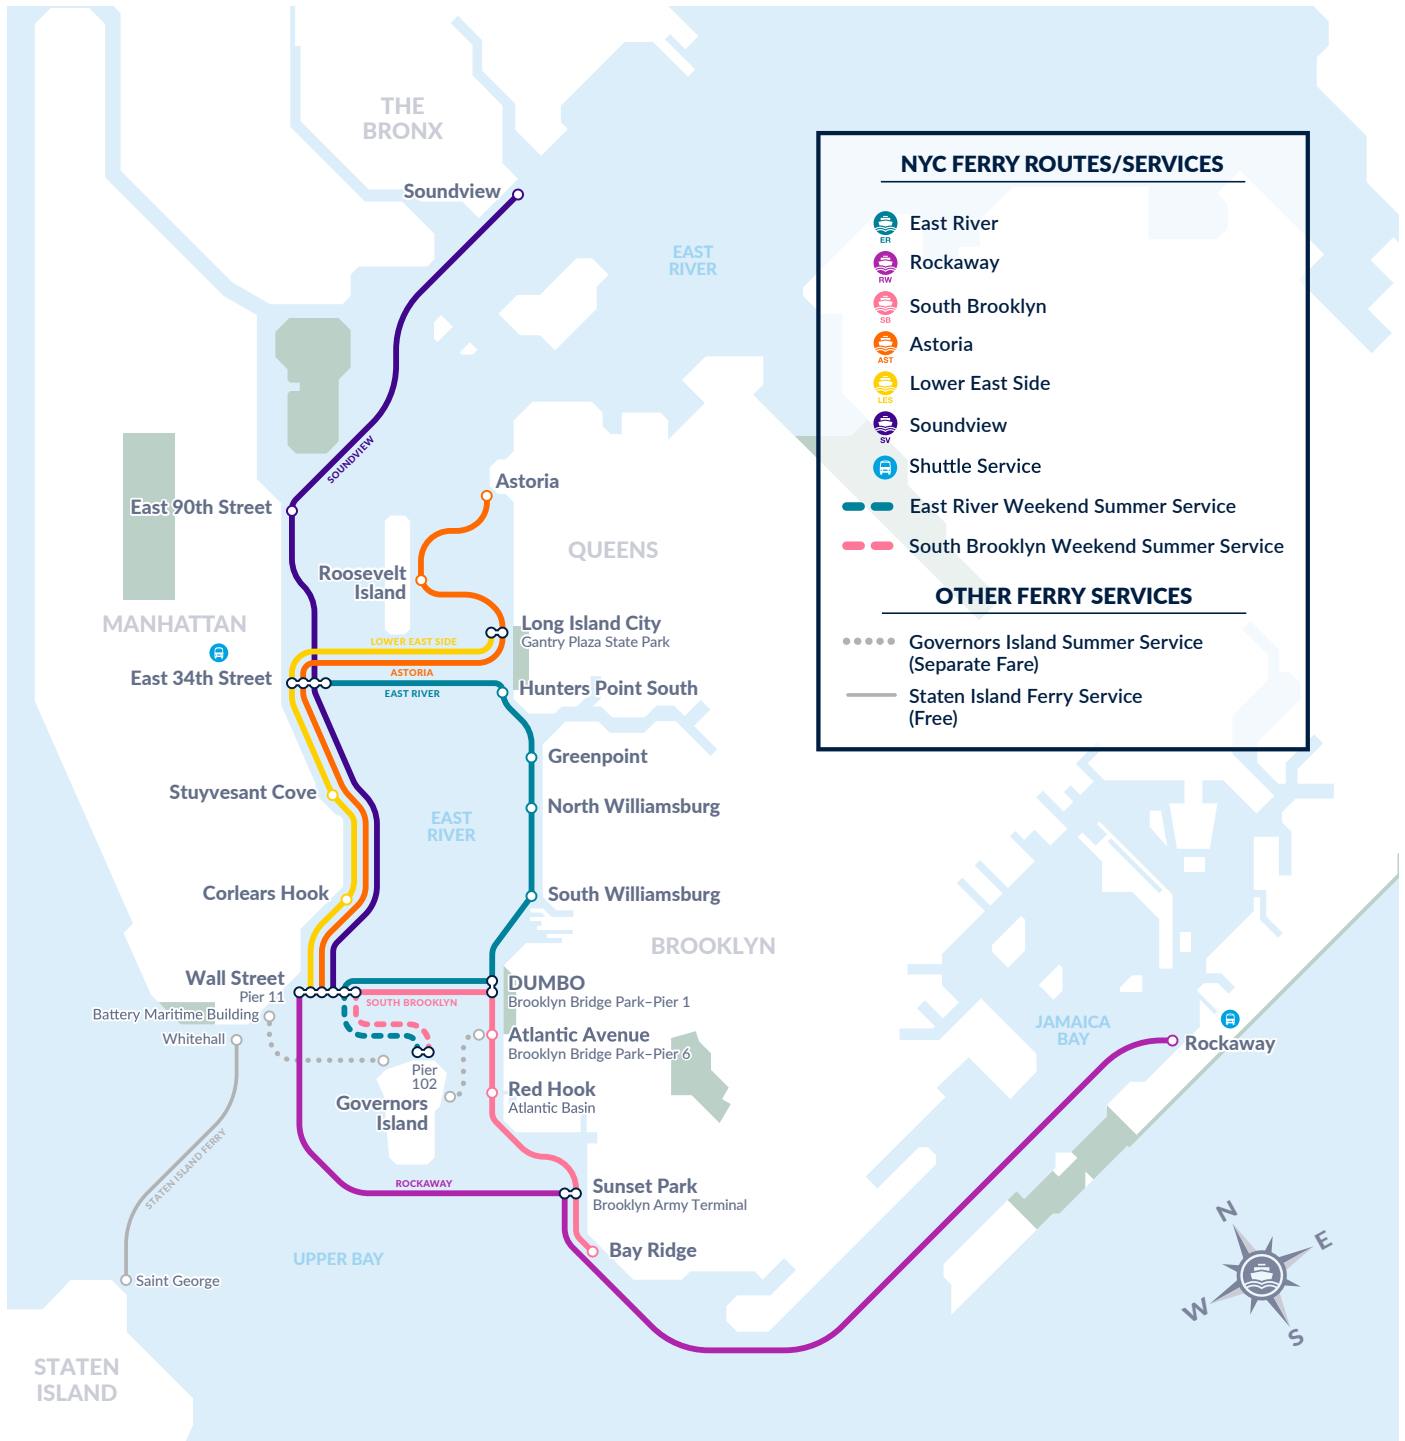 THE
BRONX
Soundview
EAST
RIVER
SOUNDVIEW
Astoria
East 90th Street
QUEENS
Roosevelt
Island
MANHATTAN
Long Island City
Gantry Plaza State Park
LOWER EAST SIDE
ASTORIA
East 34th Street
EAST RIVER
Hunters Point South
Greenpoint
Stuyvesant Cove
North Williamsburg
EAST
RIVER
Corlears Hook
South Williamsburg
BROOKLYN
Wall Street
Pier 11
DUMBO
Brooklyn Bridge Park–Pier 1
SOUTH BROOKLYN
Battery Maritime Building
Whitehall
Atlantic Avenue
Brooklyn Bridge Park–Pier 6
Pier
102
Governors
Island
Red Hook
Atlantic Basin
STATEN ISLAND FERRY
ROCKAWAY
Sunset Park
Brooklyn Army Terminal
Bay Ridge
UPPER BAY
Saint George
STATEN
ISLAND
JAMAICA
BAY
Rockaway
N
E
W
S
NYC FERRY ROUTES/SERVICES
ER East River
RW Rockaway
SB South Brooklyn
AST Astoria
LES Lower East Side
SV Soundview
Shuttle Service
East River Weekend Summer Service
South Brooklyn Weekend Summer Service
OTHER FERRY SERVICES
Governors Island Summer Service
(Separate Fare)
Staten Island Ferry Service
(Free)